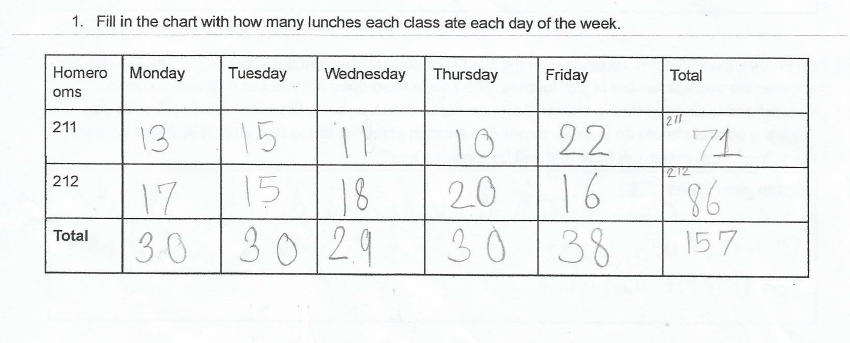 1. Fill in the chart with how many lunches each class ate each day of the week.
Homero
oms Monday Tuesday Wednesday Thursday Friday Total
211 13 15 11 10 22 211 71
212 17 15 18 20 16 212 86
Total 30 30 29 30 38 157